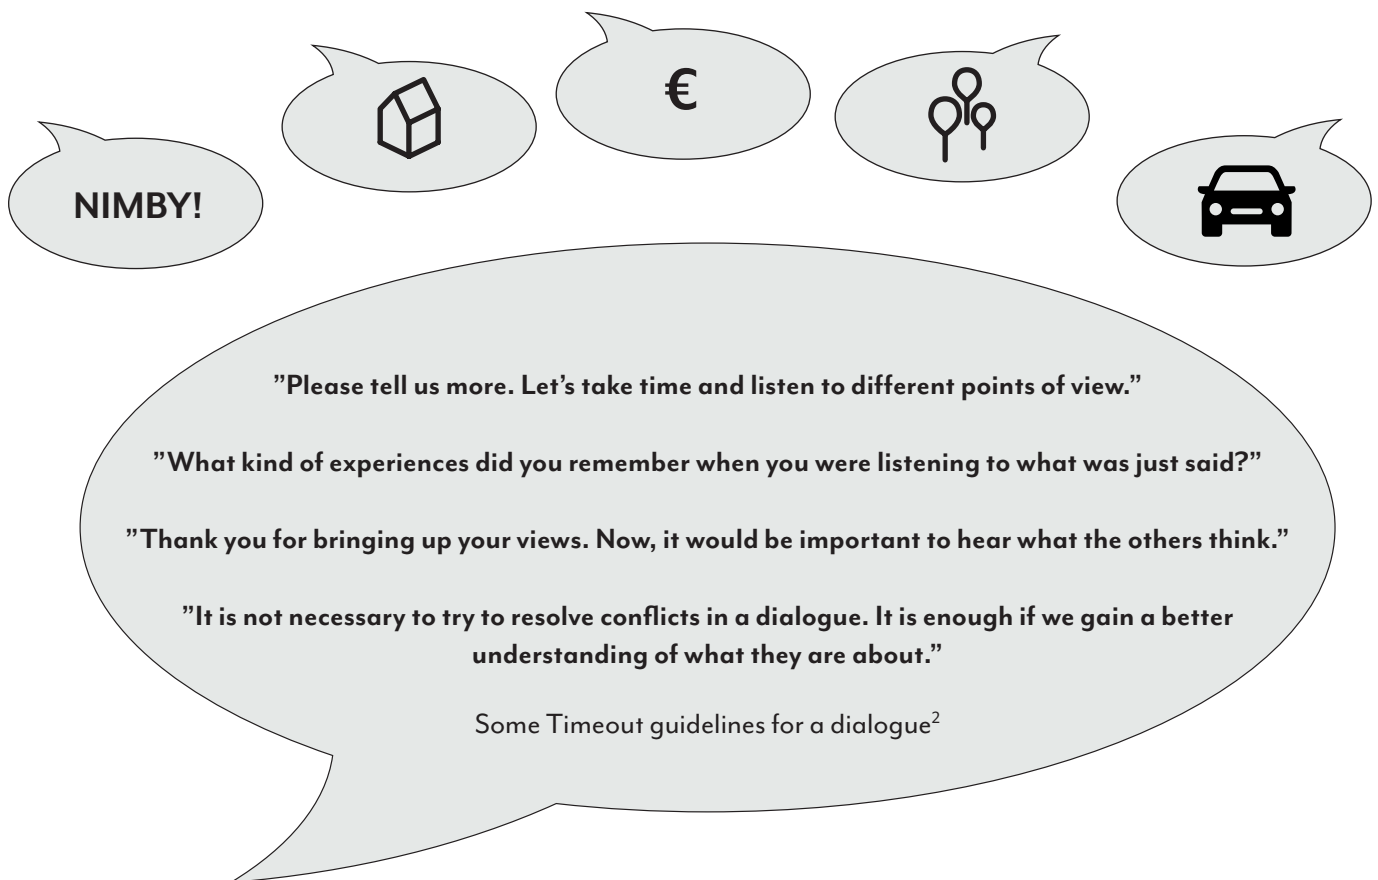 NIMBY!
€
”Please tell us more. Let’s take time and listen to different points of view.”
”What kind of experiences did you remember when you were listening to what was just said?”
”Thank you for bringing up your views. Now, it would be important to hear what the others think.”
”It is not necessary to try to resolve conflicts in a dialogue. It is enough if we gain a better
understanding of what they are about.”
Some Timeout guidelines for a dialogue²